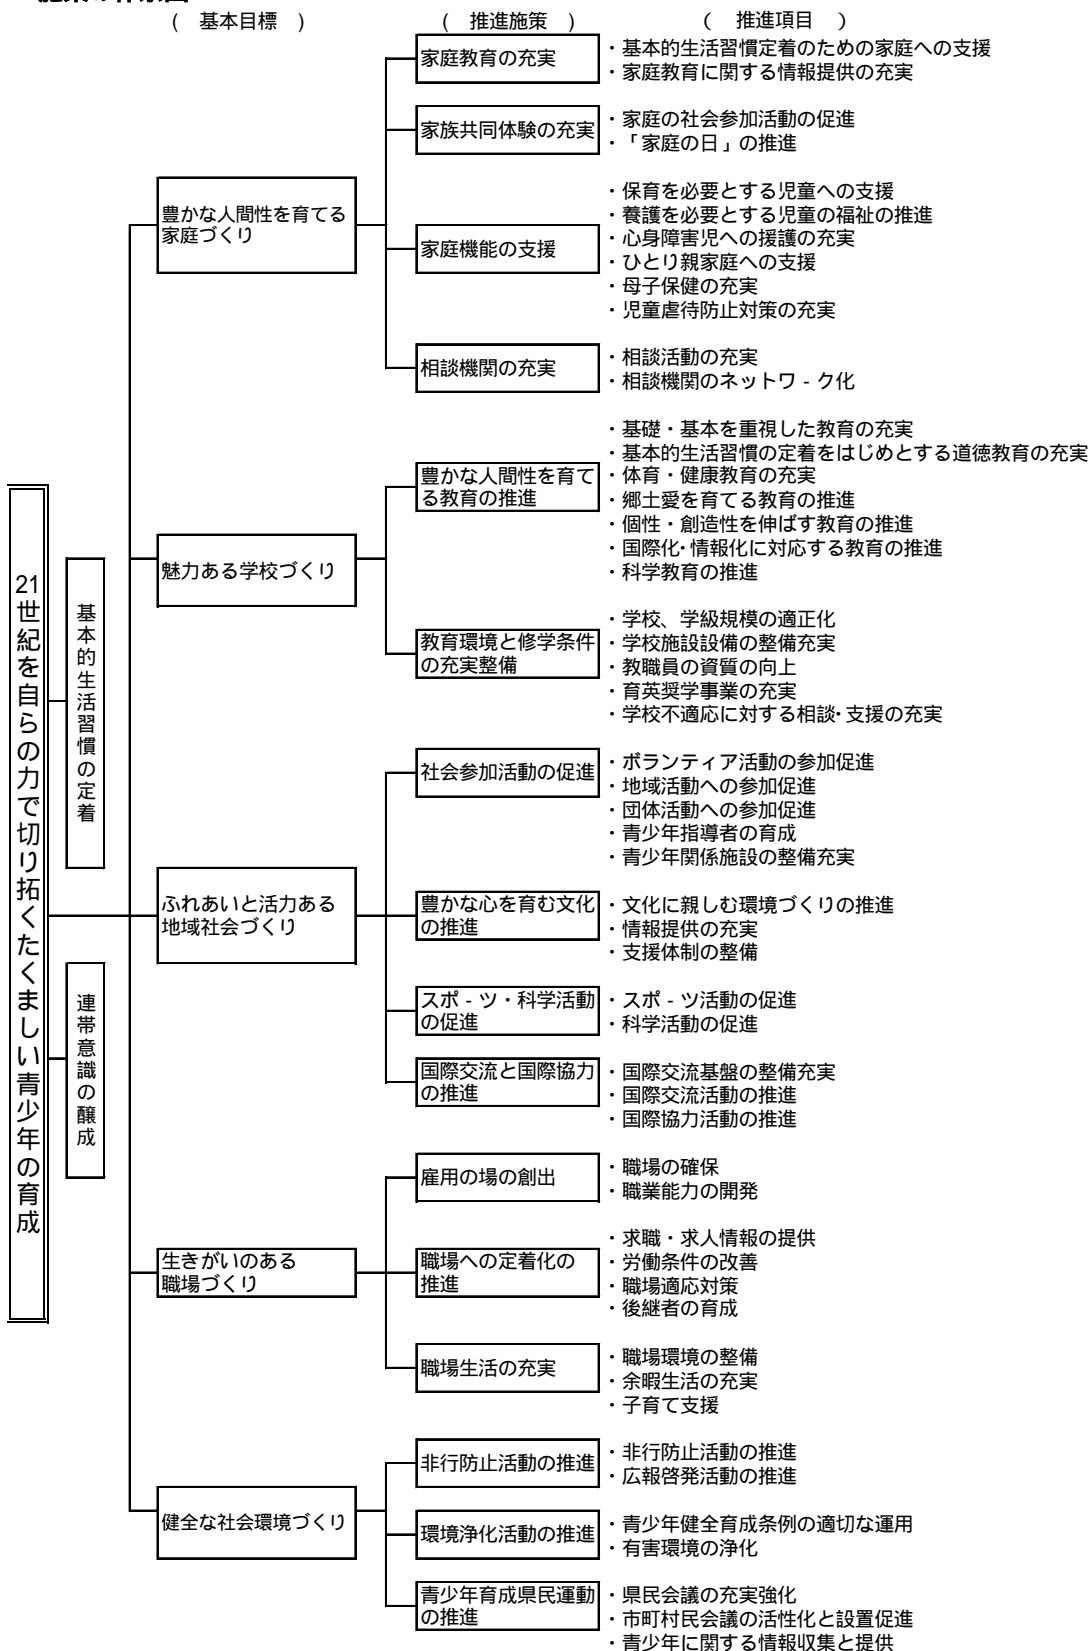 ( 基本目標 )
( 推進施策 )
( 推進項目 )
21世紀を自らの力で切り拓くたくましい青少年の育成
基本的生活習慣の定着
連帯意識の醸成
豊かな人間性を育てる
家庭づくり
家庭教育の充実
・基本的生活習慣定着のための家庭への支援
・家庭教育に関する情報提供の充実
家族共同体験の充実
・家庭の社会参加活動の促進
・「家庭の日」の推進
家庭機能の支援
・保育を必要とする児童への支援
・養護を必要とする児童の福祉の推進
・心身障害児への援護の充実
・ひとり親家庭への支援
・母子保健の充実
・児童虐待防止対策の充実
相談機関の充実
・相談活動の充実
・相談機関のネットワ-ク化
魅力ある学校づくり
豊かな人間性を育て
る教育の推進
・基礎・基本を重視した教育の充実
・基本的生活習慣の定着をはじめとする道徳教育の充実
・体育・健康教育の充実
・郷土愛を育てる教育の推進
・個性・創造性を伸ばす教育の推進
・国際化・情報化に対応する教育の推進
・科学教育の推進
教育環境と修学条件
の充実整備
・学校、学級規模の適正化
・学校施設設備の整備充実
・教職員の資質の向上
・育英奨学事業の充実
・学校不適応に対する相談・支援の充実
ふれあいと活力ある
地域社会づくり
社会参加活動の促進
・ボランティア活動の参加促進
・地域活動への参加促進
・団体活動への参加促進
・青少年指導者の育成
・青少年関係施設の整備充実
豊かな心を育む文化
の推進
・文化に親しむ環境づくりの推進
・情報提供の充実
・支援体制の整備
スポ-ツ・科学活動
の促進
・スポ-ツ活動の促進
・科学活動の促進
国際交流と国際協力
の推進
・国際交流基盤の整備充実
・国際交流活動の推進
・国際協力活動の推進
生きがいのある
職場づくり
雇用の場の創出
・職場の確保
・職業能力の開発
職場への定着化の
推進
・求職・求人情報の提供
・労働条件の改善
・職場適応対策
・後継者の育成
職場生活の充実
・職場環境の整備
・余暇生活の充実
・子育て支援
健全な社会環境づくり
非行防止活動の推進
・非行防止活動の推進
・広報啓発活動の推進
環境浄化活動の推進
・青少年健全育成条例の適切な運用
・有害環境の浄化
青少年育成県民運動
の推進
・県民会議の充実強化
・市町村民会議の活性化と設置促進
・青少年に関する情報収集と提供